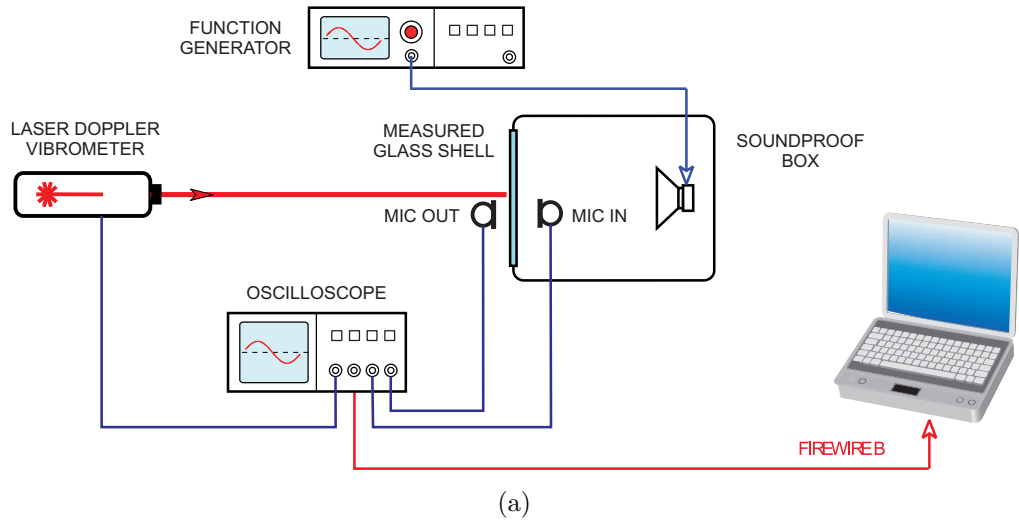 FUNCTION
GENERATOR
LASER DOPPLER
VIBROMETER
MEASURED
GLASS SHELL
SOUNDPROOF
BOX
MIC OUT
MIC IN
OSCILLOSCOPE
FIREWIRE B
(a)